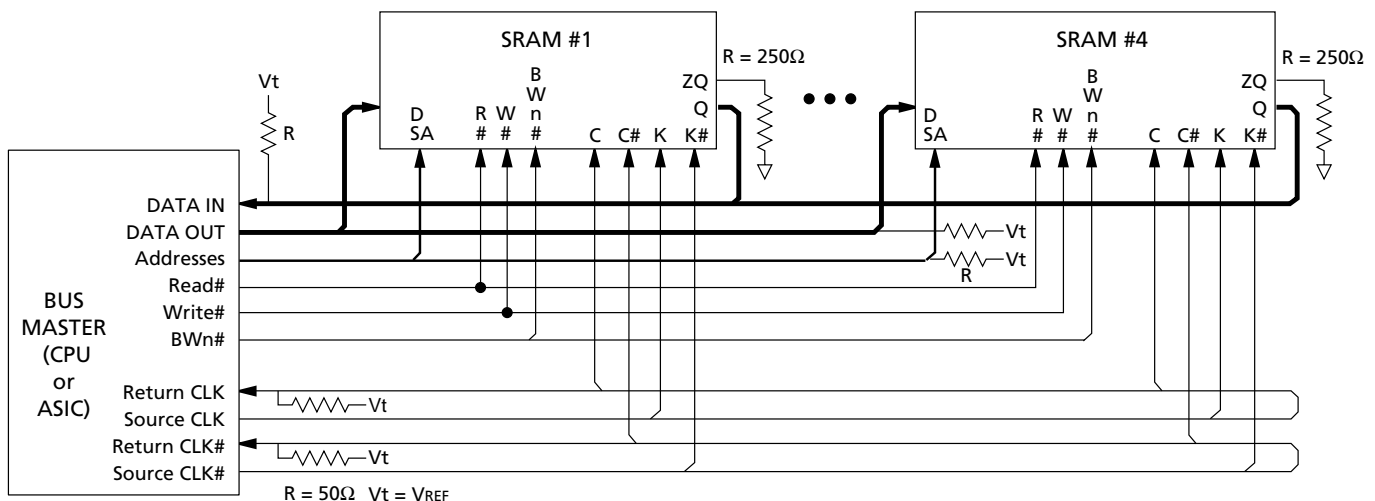 SRAM #1
SRAM #4
R = 250Ω
R = 250Ω
Vt
R
D
SA
R
#
W
#
B
W
n
#
C
C#
K
K#
ZQ
Q
D
SA
R
#
W
#
B
W
n
#
C
C#
K
K#
ZQ
Q
DATA IN
DATA OUT
Addresses
Read#
Write#
BWn#
Return CLK
Source CLK
Return CLK#
Source CLK#
BUS
MASTER
(CPU
or
ASIC)
Vt
Vt
R
Vt
Vt
R = 50Ω Vt = VREF